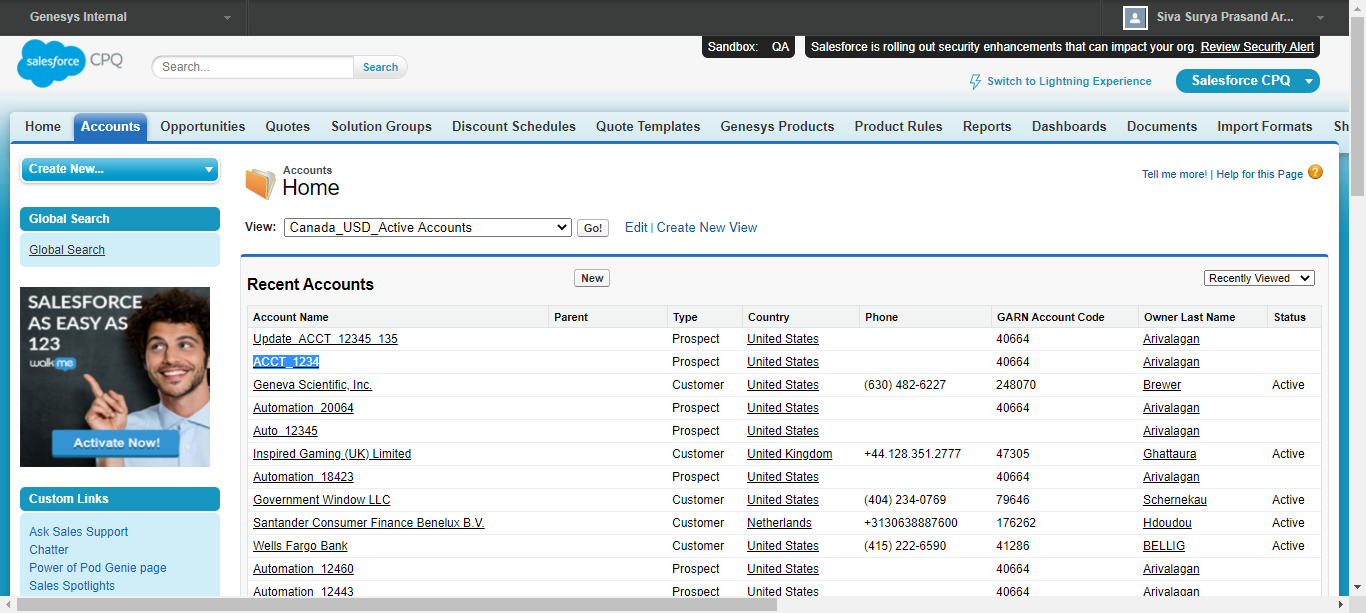 Genesys Internal
Siva Surya Prasand Ar...
salesforce CPQ
Search...
Search
Sandbox: QA
Salesforce is rolling out security enhancements that can impact your org. Review Security Alert
Switch to Lightning Experience
Salesforce CPQ
Home Accounts Opportunities Quotes Solution Groups Discount Schedules Quote Templates Genesys Products Product Rules Reports Dashboards Documents Import Formats Sh
Create New...
Global Search
Global Search
SALESFORCE
AS EASY AS
123
walkme
Activate Now!
Custom Links
Ask Sales Support
Chatter
Power of Pod Genie page
Sales Spotlights
Accounts
Home
Tell me more! | Help for this Page ?
View: Canada_USD_Active Accounts Go! Edit | Create New View
Recent Accounts New Recently Viewed
Account Name Parent Type Country Phone GARN Account Code Owner Last Name Status
Update_ACCT_12345_135 Prospect United States 40664 Arivalagan
ACCT_1234 Prospect United States 40664 Arivalagan
Geneva Scientific, Inc. Customer United States (630) 482-6227 248070 Brewer Active
Automation_20064 Prospect United States 40664 Arivalagan
Auto_12345 Prospect United States Arivalagan
Inspired Gaming (UK) Limited Customer United Kingdom +44.128.351.2777 47305 Ghattaura Active
Automation_18423 Prospect United States 40664 Arivalagan
Government Window LLC Customer United States (404) 234-0769 79646 Schernekau Active
Santander Consumer Finance Benelux B.V. Customer Netherlands +3130638887600 176262 Hdoudou Active
Wells Fargo Bank Customer United States (415) 222-6590 41286 BELLIG Active
Automation_12460 Prospect United States 40664 Arivalagan
Automation_12443 Prospect United States 40664 Arivalagan